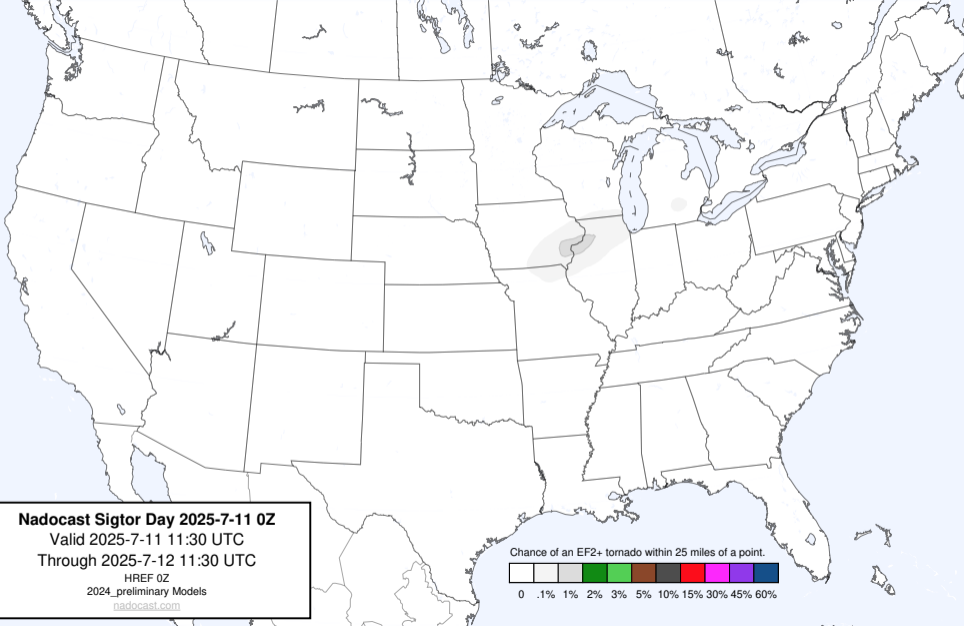 Nadocast Sigtor Day 2025-7-11 0Z
Valid 2025-7-11 11:30 UTC
Through 2025-7-12 11:30 UTC
HREF 0Z
2024_preliminary Models
nadocast.com
Chance of an EF2+ tornado within 25 miles of a point.
0 .1% 1% 2% 3% 5% 10% 15% 30% 45% 60%